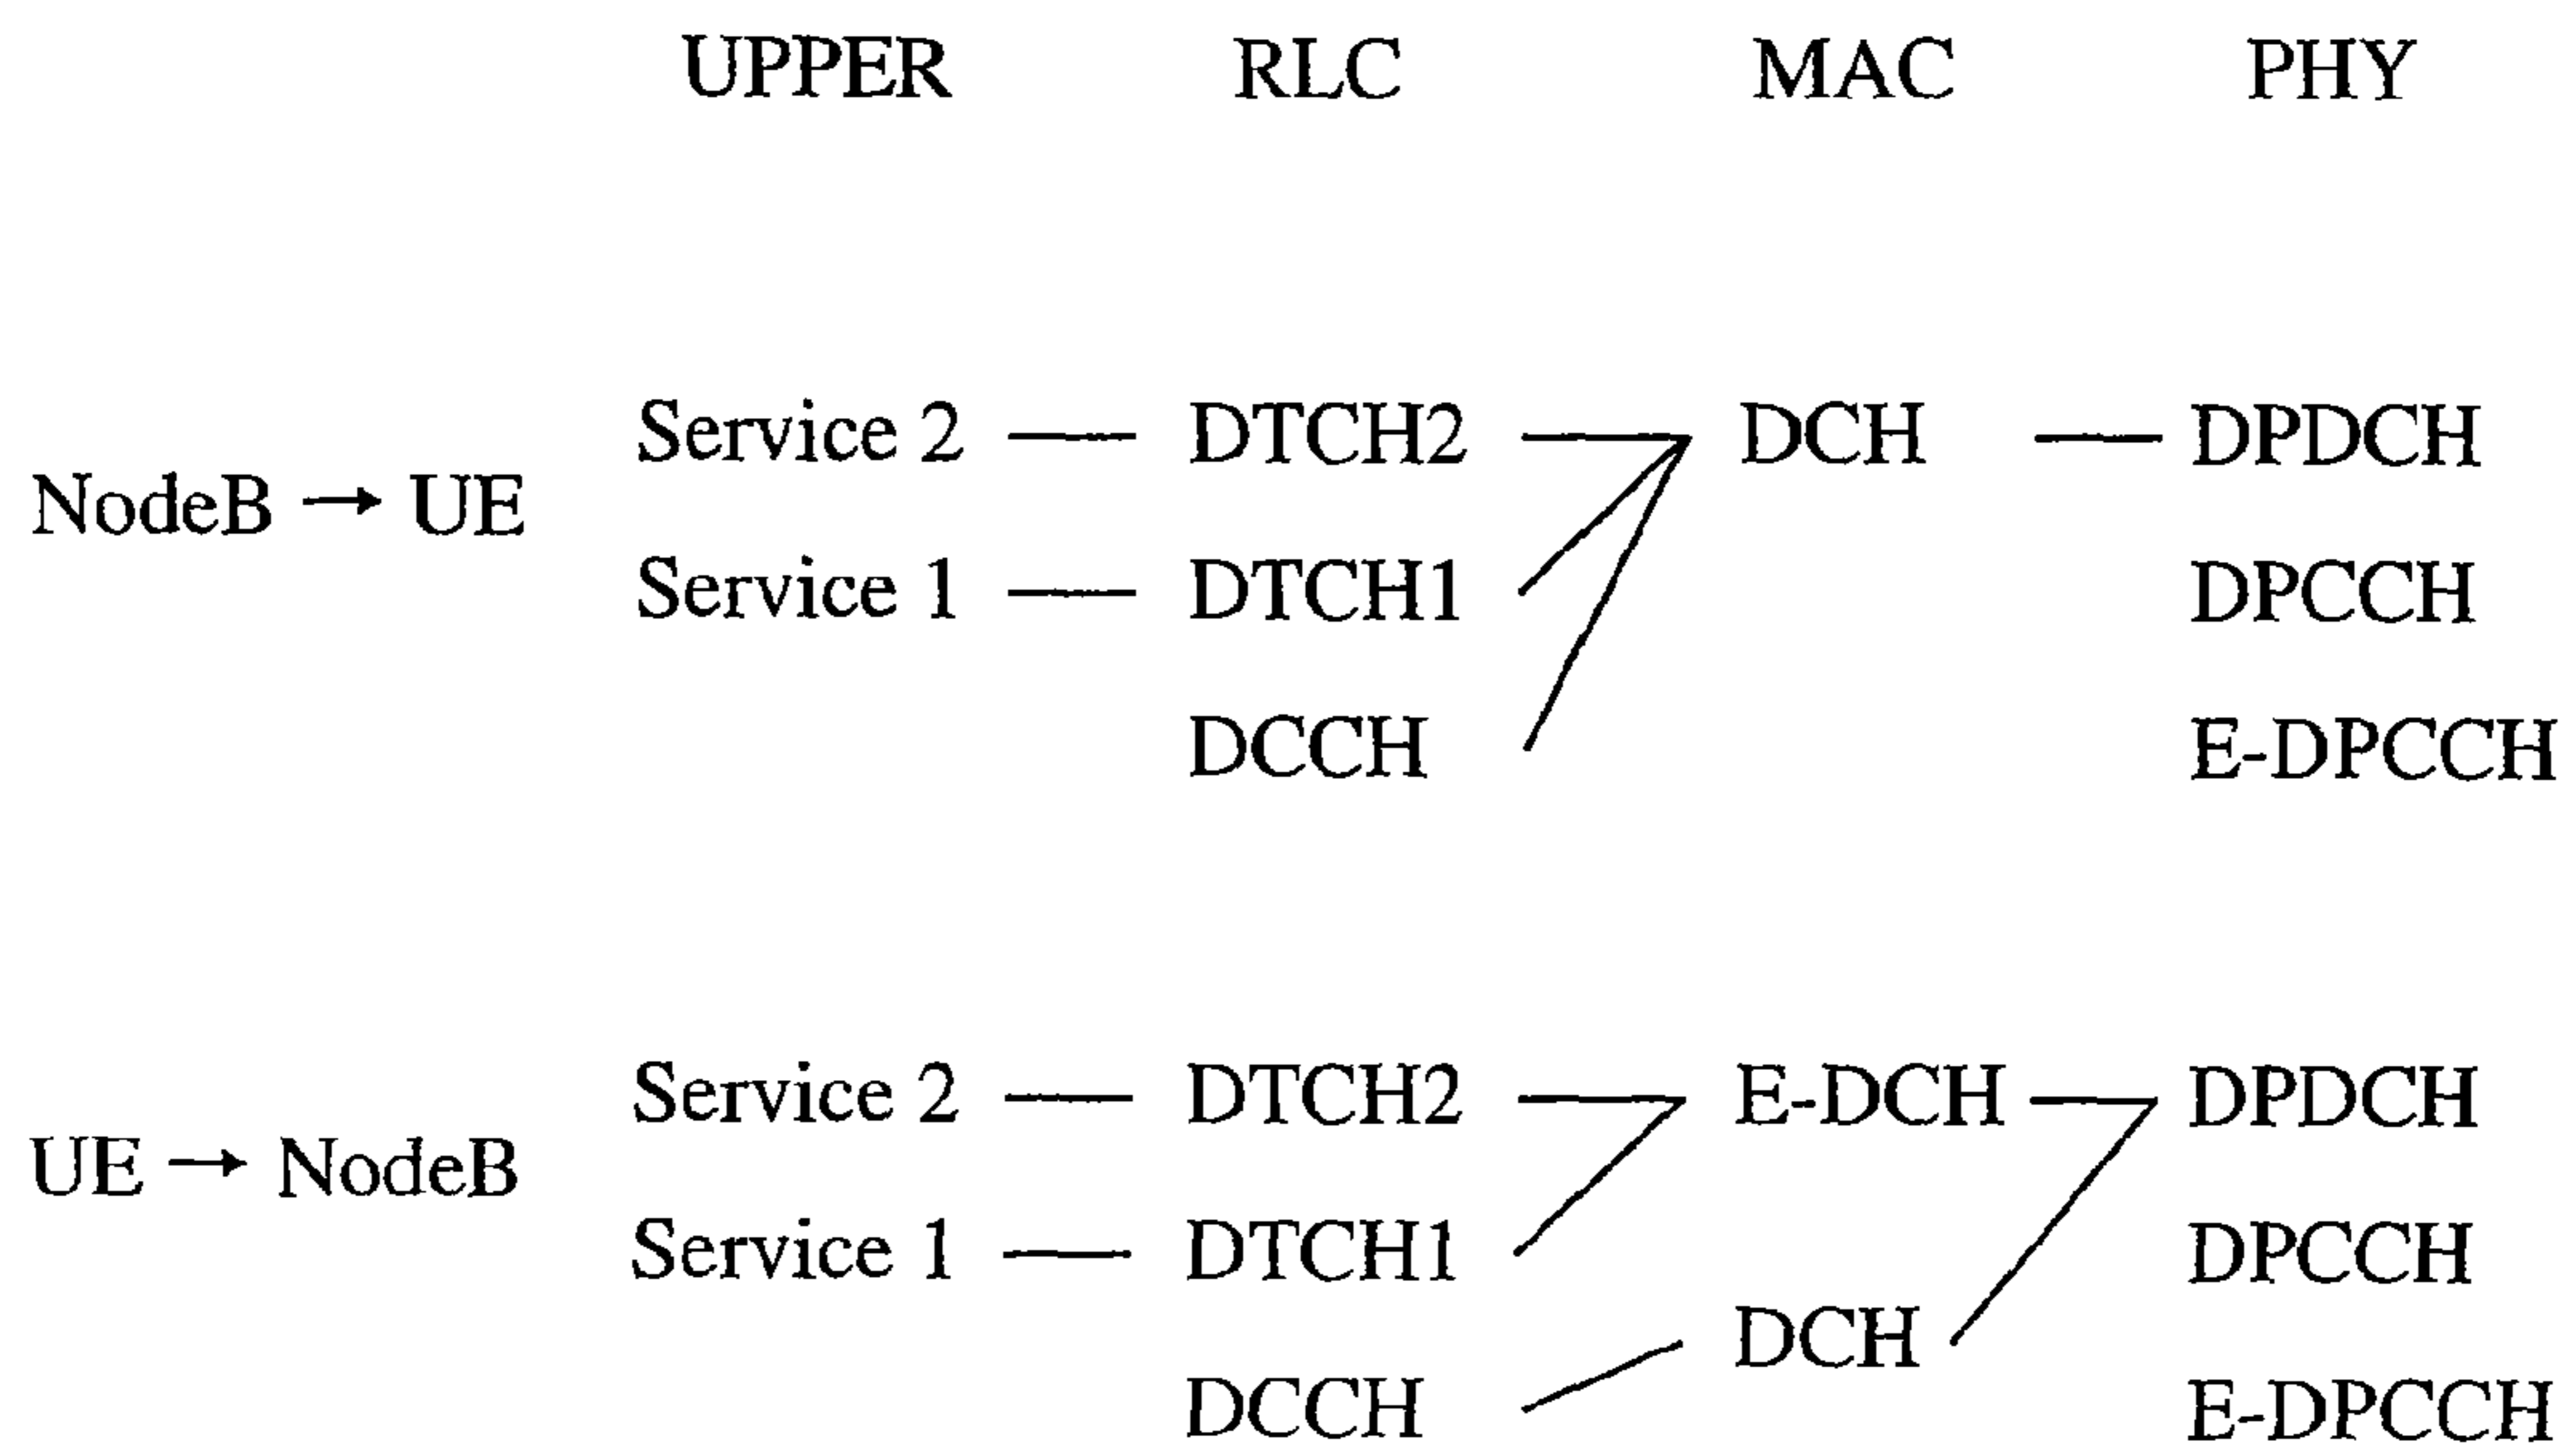 UPPER RLC MAC PHY
Service 2 — DTCH2 DCH — DPDCH
NodeB → UE
Service 1 — DTCH1 DPCCH
DCCH E-DPCCH
Service 2 — DTCH2 E-DCH DPDCH
UE → NodeB
Service 1 — DTCH1 DPCCH
DCH
DCCH E-DPCCH